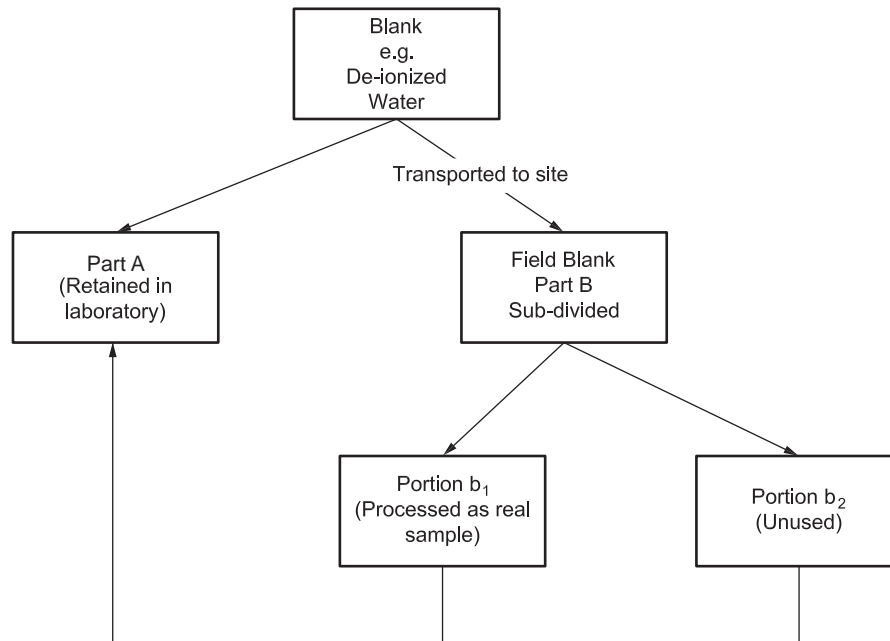 Blank
e.g.
De-ionized
Water
Transported to site
Part A
(Retained in
laboratory)
Field Blank
Part B
Sub-divided
Portion b₁
(Processed as real
sample)
Portion b₂
(Unused)